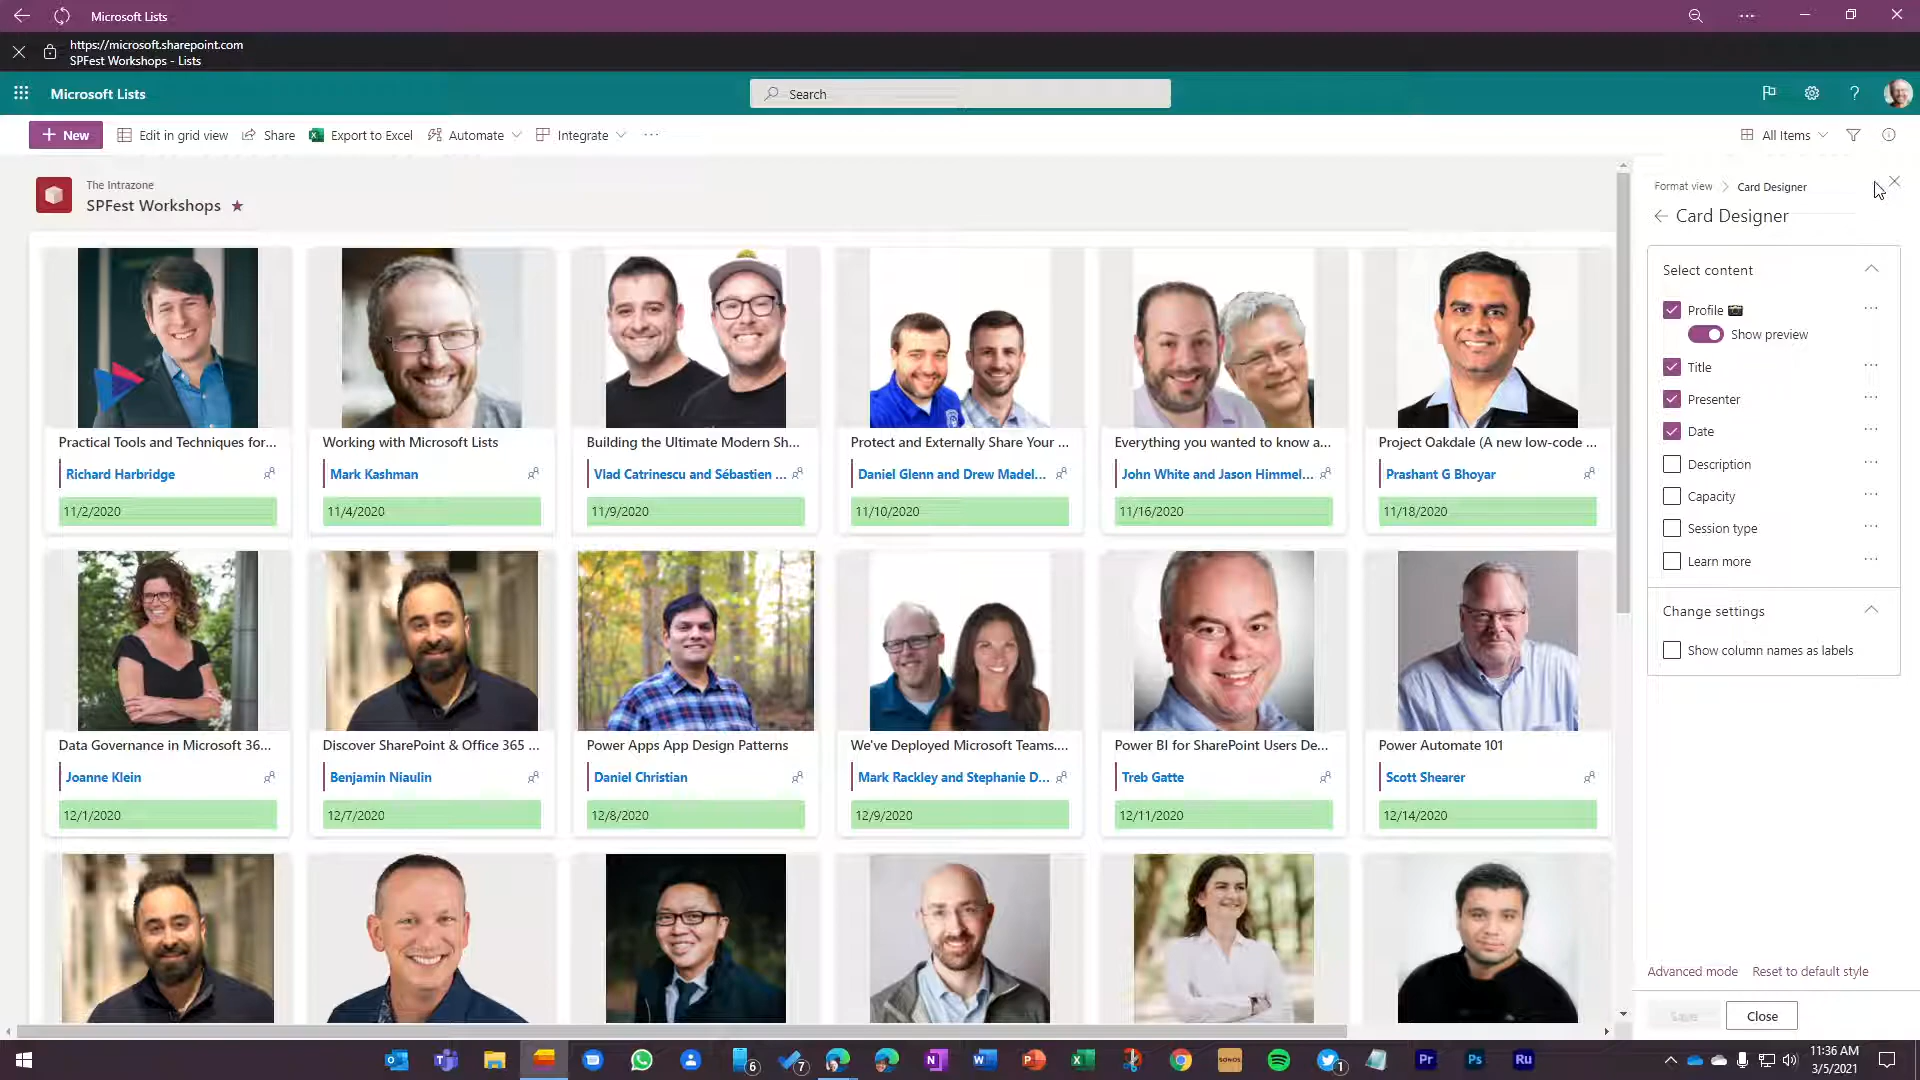 Microsoft Lists
https://microsoft.sharepoint.com
SPFest Workshops - Lists
Microsoft Lists
Search
New
Edit in grid view
Share
Export to Excel
Automate
Integrate
All Items
The Intrazone
SPFest Workshops
Practical Tools and Techniques for...
Richard Harbridge
11/2/2020
Working with Microsoft Lists
Mark Kashman
11/4/2020
Building the Ultimate Modern Sh...
Vlad Catrinescu and Sébastien ...
11/9/2020
Protect and Externally Share Your ...
Daniel Glenn and Drew Madel...
11/10/2020
Everything you wanted to know a...
John White and Jason Himmel...
11/16/2020
Project Oakdale (A new low-code ...
Prashant G Bhoyar
11/18/2020
Data Governance in Microsoft 36...
Joanne Klein
12/1/2020
Discover SharePoint & Office 365 ...
Benjamin Niaulin
12/7/2020
Power Apps App Design Patterns
Daniel Christian
12/8/2020
We've Deployed Microsoft Teams....
Mark Rackley and Stephanie D...
12/9/2020
Power BI for SharePoint Users De...
Treb Gatte
12/11/2020
Power Automate 101
Scott Shearer
12/14/2020
Format view > Card Designer
Card Designer
Select content
Profile
Show preview
Title
Presenter
Date
Description
Capacity
Session type
Learn more
Change settings
Show column names as labels
Advanced mode
Reset to default style
Save
Close
6
7
SONOS
1
Pr
Ps
Ru
11:36 AM
3/5/2021